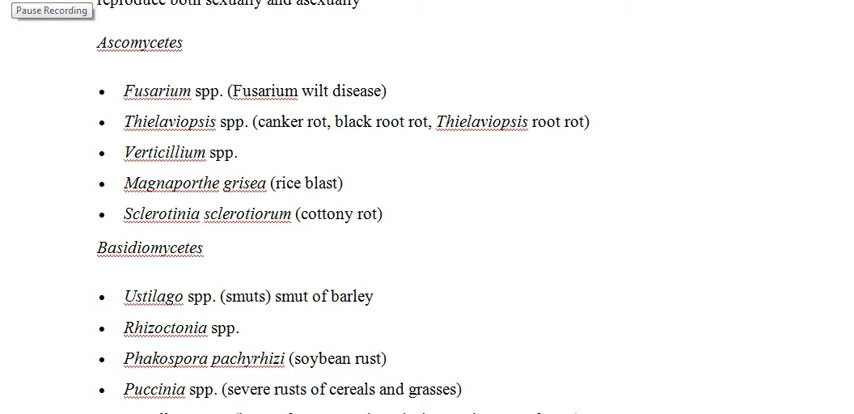 reproduce both sexually and asexually
Pause Recording
Ascomycetes
• Fusarium spp. (Fusarium wilt disease)
• Thielaviopsis spp. (canker rot, black root rot, Thielaviopsis root rot)
• Verticillium spp.
• Magnaporthe grisea (rice blast)
• Sclerotinia sclerotiorum (cottony rot)
Basidiomycetes
• Ustilago spp. (smuts) smut of barley
• Rhizoctonia spp.
• Phakospora pachyrhizi (soybean rust)
• Puccinia spp. (severe rusts of cereals and grasses)